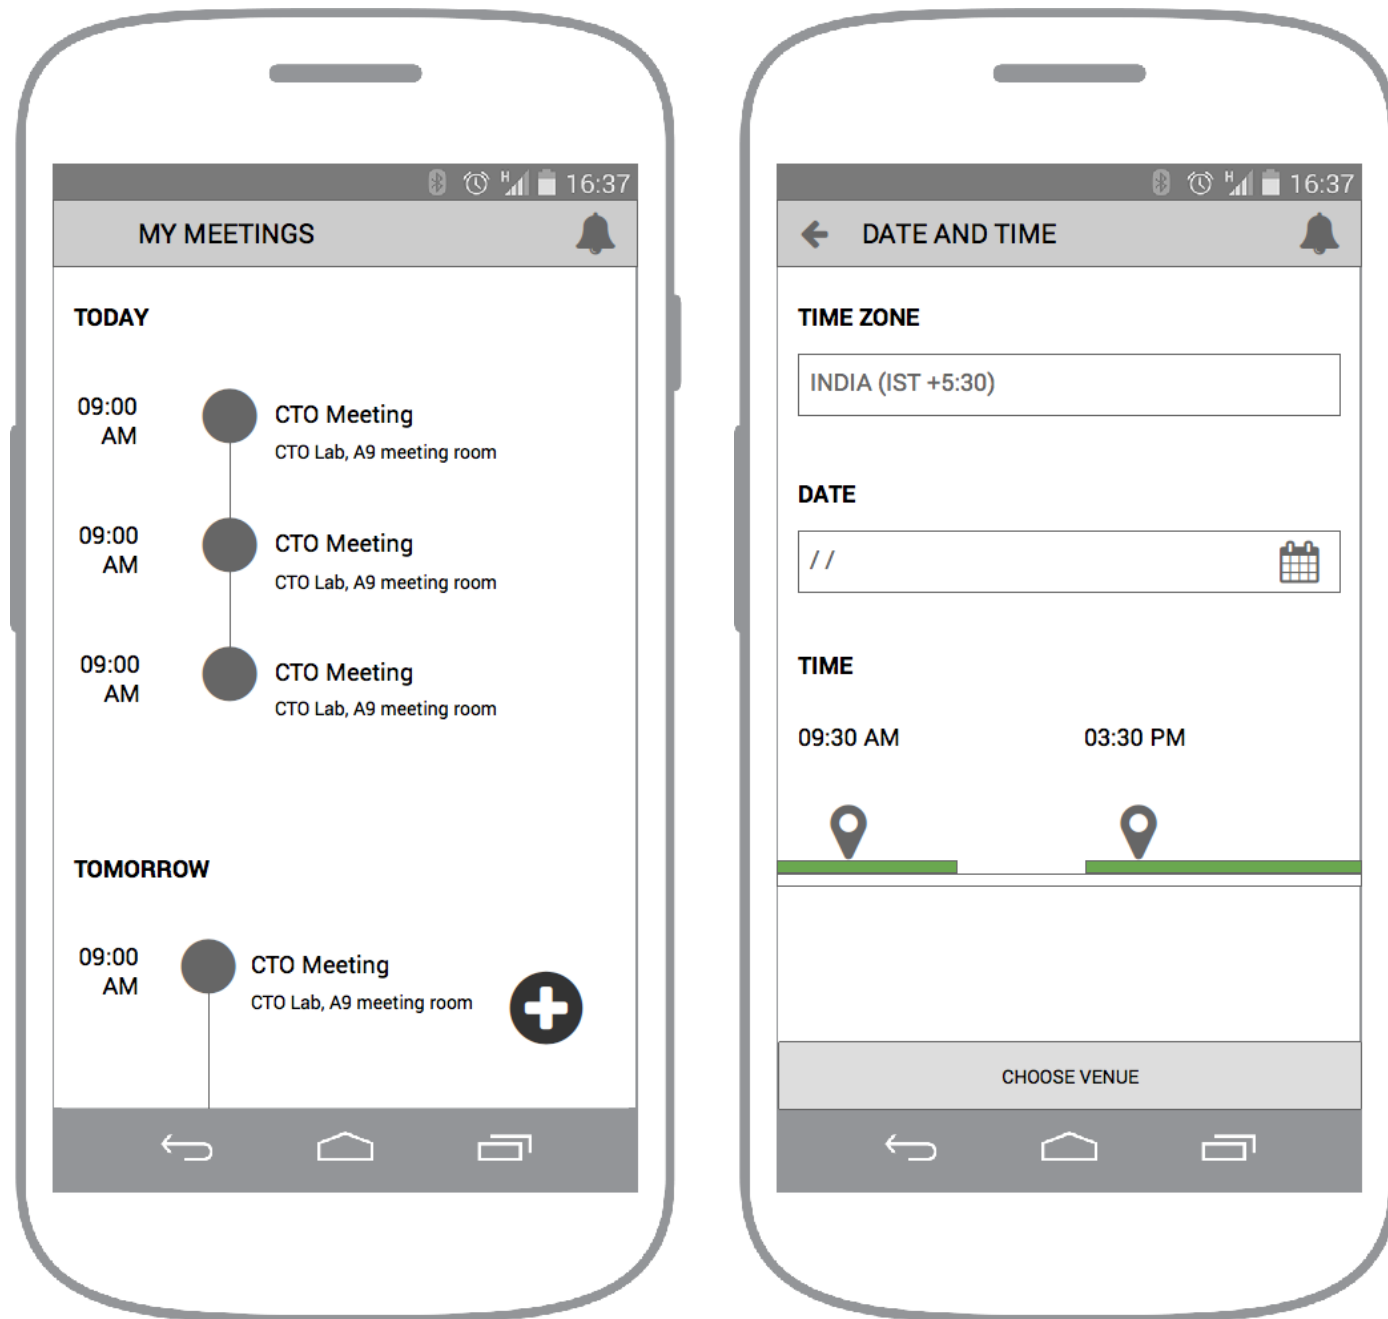 H
16:37
MY MEETINGS
TODAY
09:00
AM
CTO Meeting
CTO Lab, A9 meeting room
09:00
AM
CTO Meeting
CTO Lab, A9 meeting room
09:00
AM
CTO Meeting
CTO Lab, A9 meeting room
TOMORROW
09:00
AM
CTO Meeting
CTO Lab, A9 meeting room
H
16:37
DATE AND TIME
TIME ZONE
INDIA (IST +5:30)
DATE
/ /
TIME
09:30 AM 03:30 PM
CHOOSE VENUE